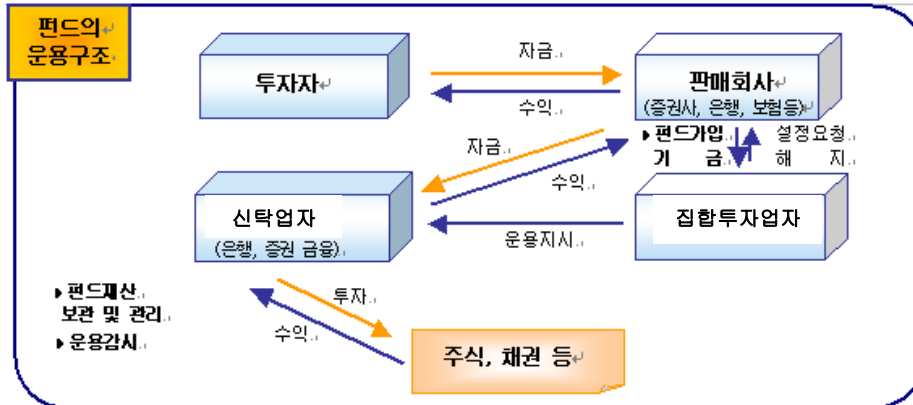 펀드의
운용구조
투자자
자금
수익
판매회사
(증권사, 은행, 보험등)
펀드가입
기 금
설정요청
해 지
자금
수익
신탁업자
(은행, 증권 금융)
운용지시
집합투자업자
펀드재산
보관 및 관리
운용감시
투자
수익
주식, 채권 등